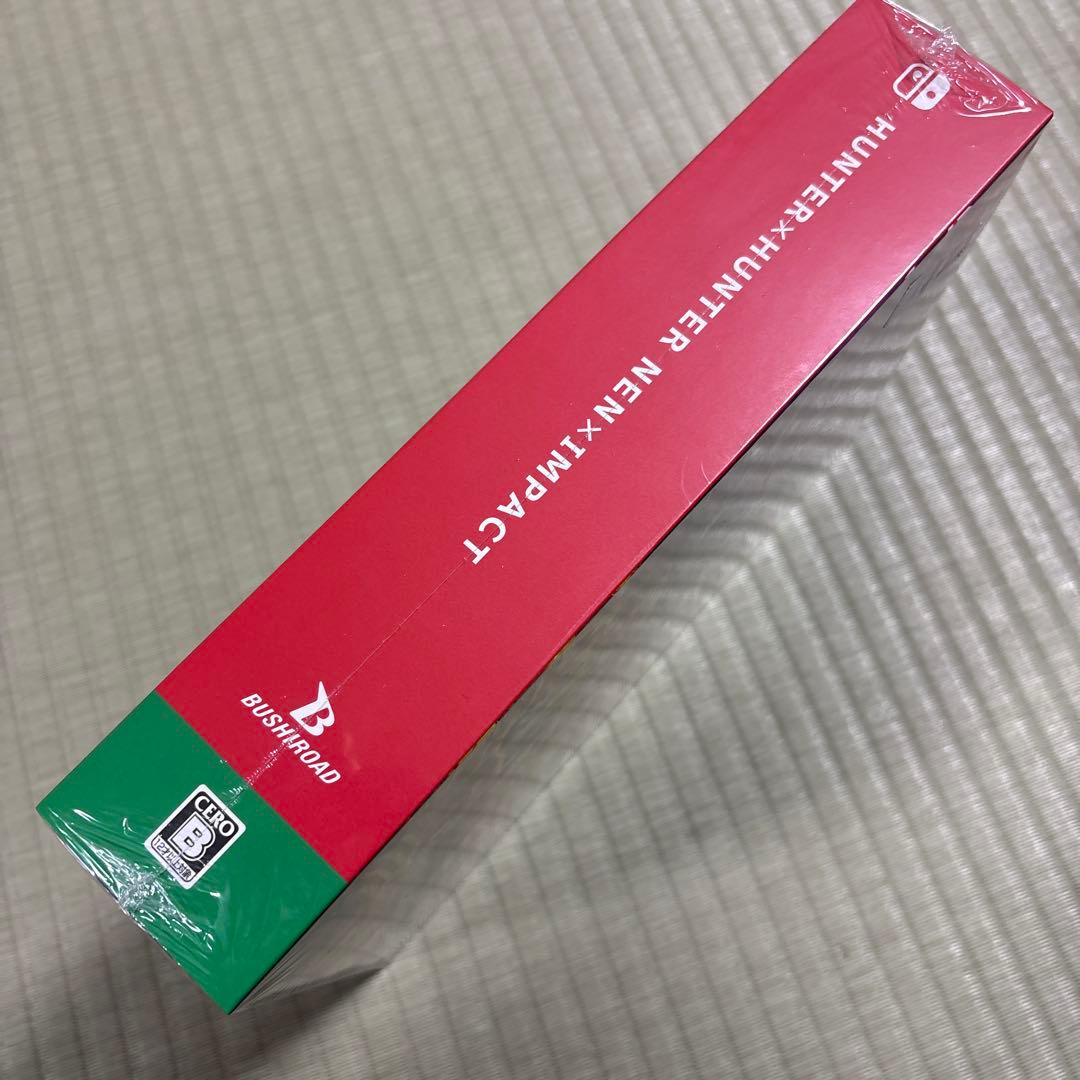 HUNTER×HUNTER NEN×IMPACT
B
BUSHIROAD
CERO
B
12才以上対象